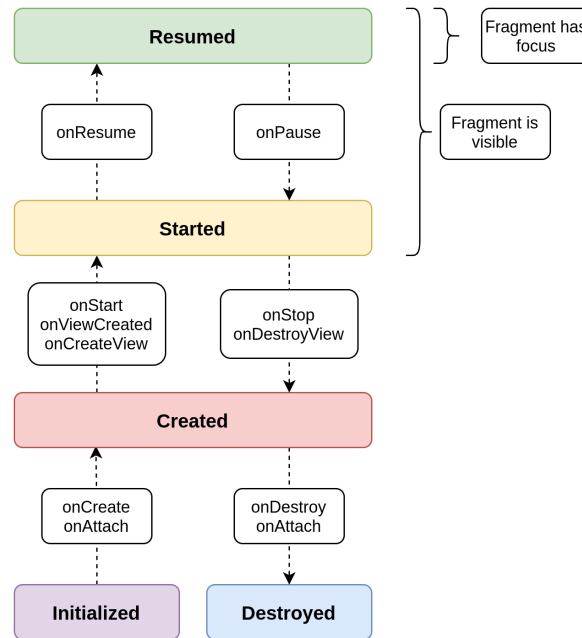 Resumed
Fragment has
focus
onResume
onPause
Fragment is
visible
Started
onStart
onViewCreated
onCreateView
onStop
onDestroyView
Created
onCreate
onAttach
onDestroy
onAttach
Initialized
Destroyed